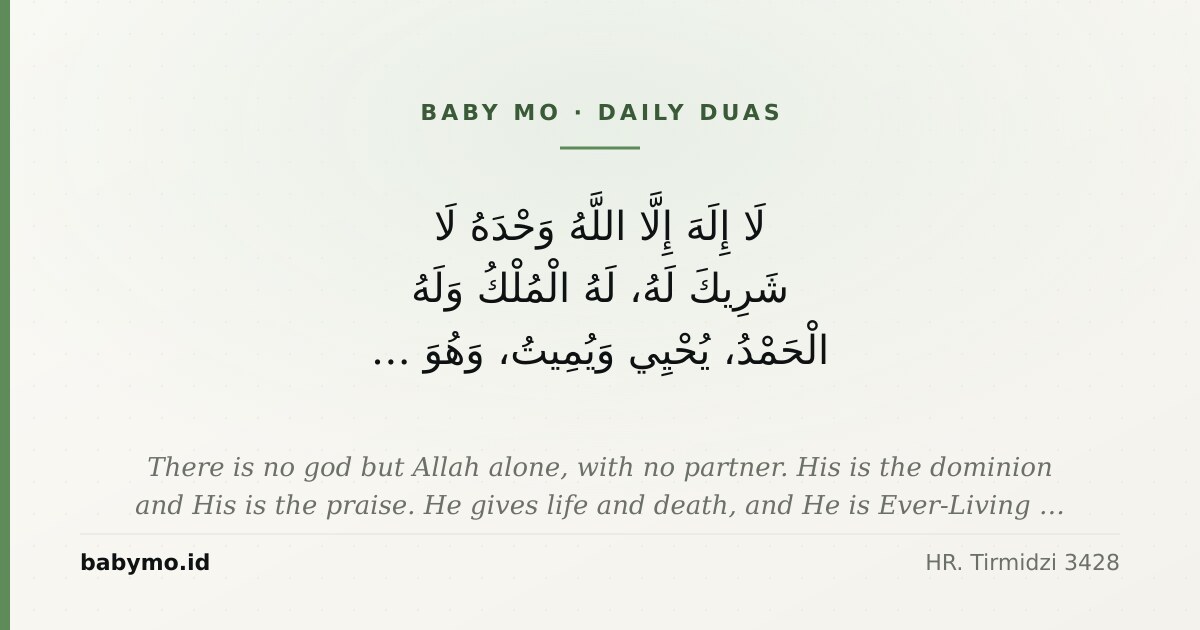 BABY MO · DAILY DUAS
لَا إِلَهَ إِلَّا اللَّهُ وَحْدَهُ لَا
شَرِيكَ لَهُ، لَهُ الْمُلْكُ وَلَهُ
الْحَمْدُ، يُحْيِي وَيُمِيتُ، وَهُوَ ...
There is no god but Allah alone, with no partner. His is the dominion
and His is the praise. He gives life and death, and He is Ever-Living ...
babymo.id
HR. Tirmidzi 3428